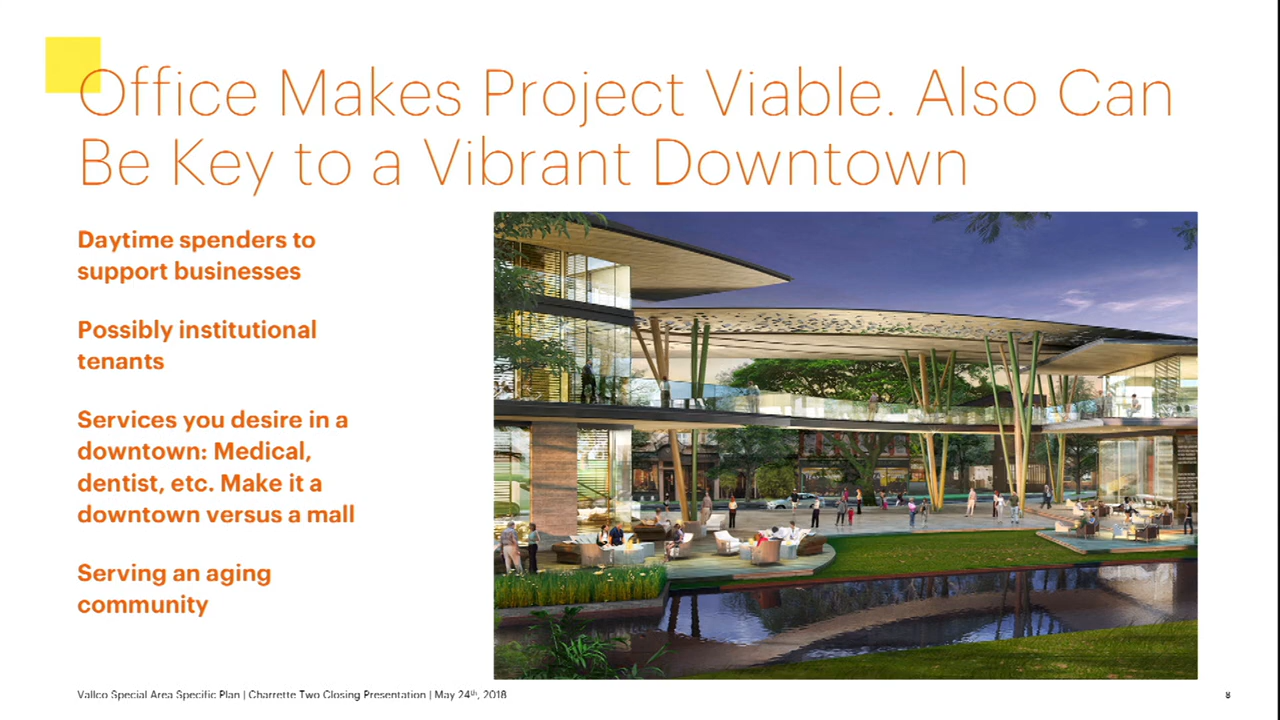 Office Makes Project Viable. Also Can
Be Key to a Vibrant Downtown
Daytime spenders to
support businesses
Possibly institutional
tenants
Services you desire in a
downtown: Medical,
dentist, etc. Make it a
downtown versus a mall
Serving an aging
community
Vallco Special Area Specific Plan | Charrette Two Closing Presentation | May 24th, 2018
8